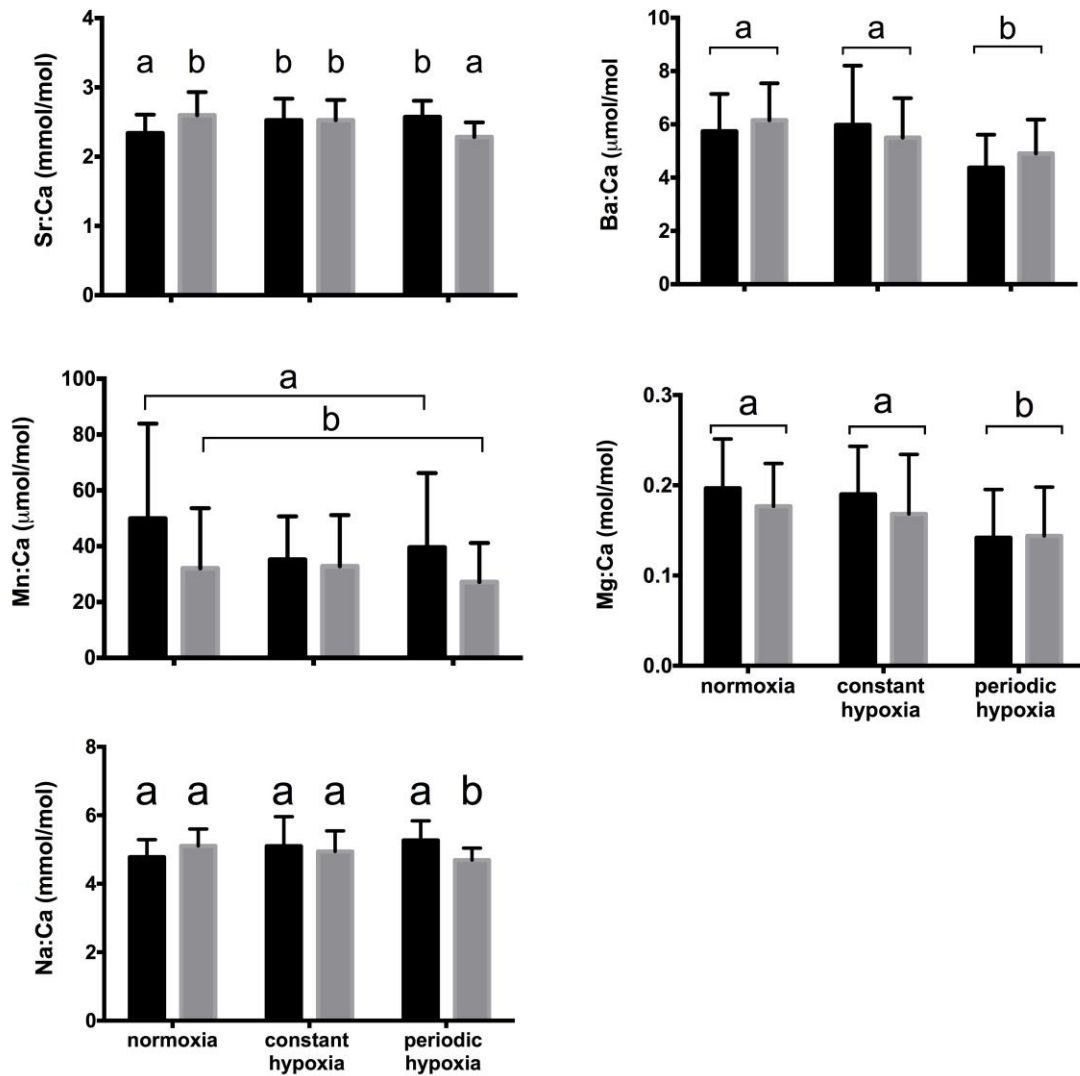 Sr:Ca (mmol/mol)
4
3
2
1
0
a b b b b a
Ba:Ca (μmol/mol
10
8
6
4
2
0
a a b
Mn:Ca (μmol/mol)
100
80
60
40
20
0
a
b
Mg:Ca (mol/mol)
0.3
0.2
0.1
0.0
a a b
normoxia constant periodic
hypoxia hypoxia
Na:Ca (mmol/mol)
8
6
4
2
0
a a a a a b
normoxia constant periodic
hypoxia hypoxia